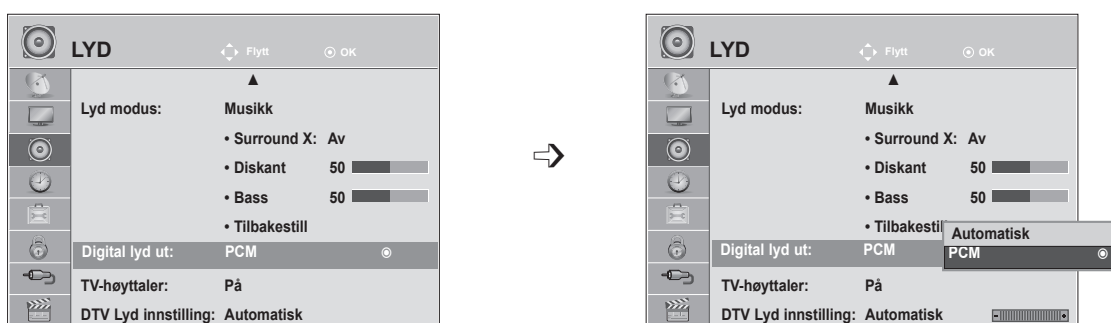 LYD Flytt OK
▲
Lyd modus: Musikk
• Surround X: Av
• Diskant 50
• Bass 50
• Tilbakestill
Digital lyd ut: PCM
TV-høyttaler: På
DTV Lyd innstilling: Automatisk
LYD Flytt OK
▲
Lyd modus: Musikk
• Surround X: Av
• Diskant 50
• Bass 50
• Tilbakestill
Automatisk
Digital lyd ut: PCM PCM
TV-høyttaler: På
DTV Lyd innstilling: Automatisk - +